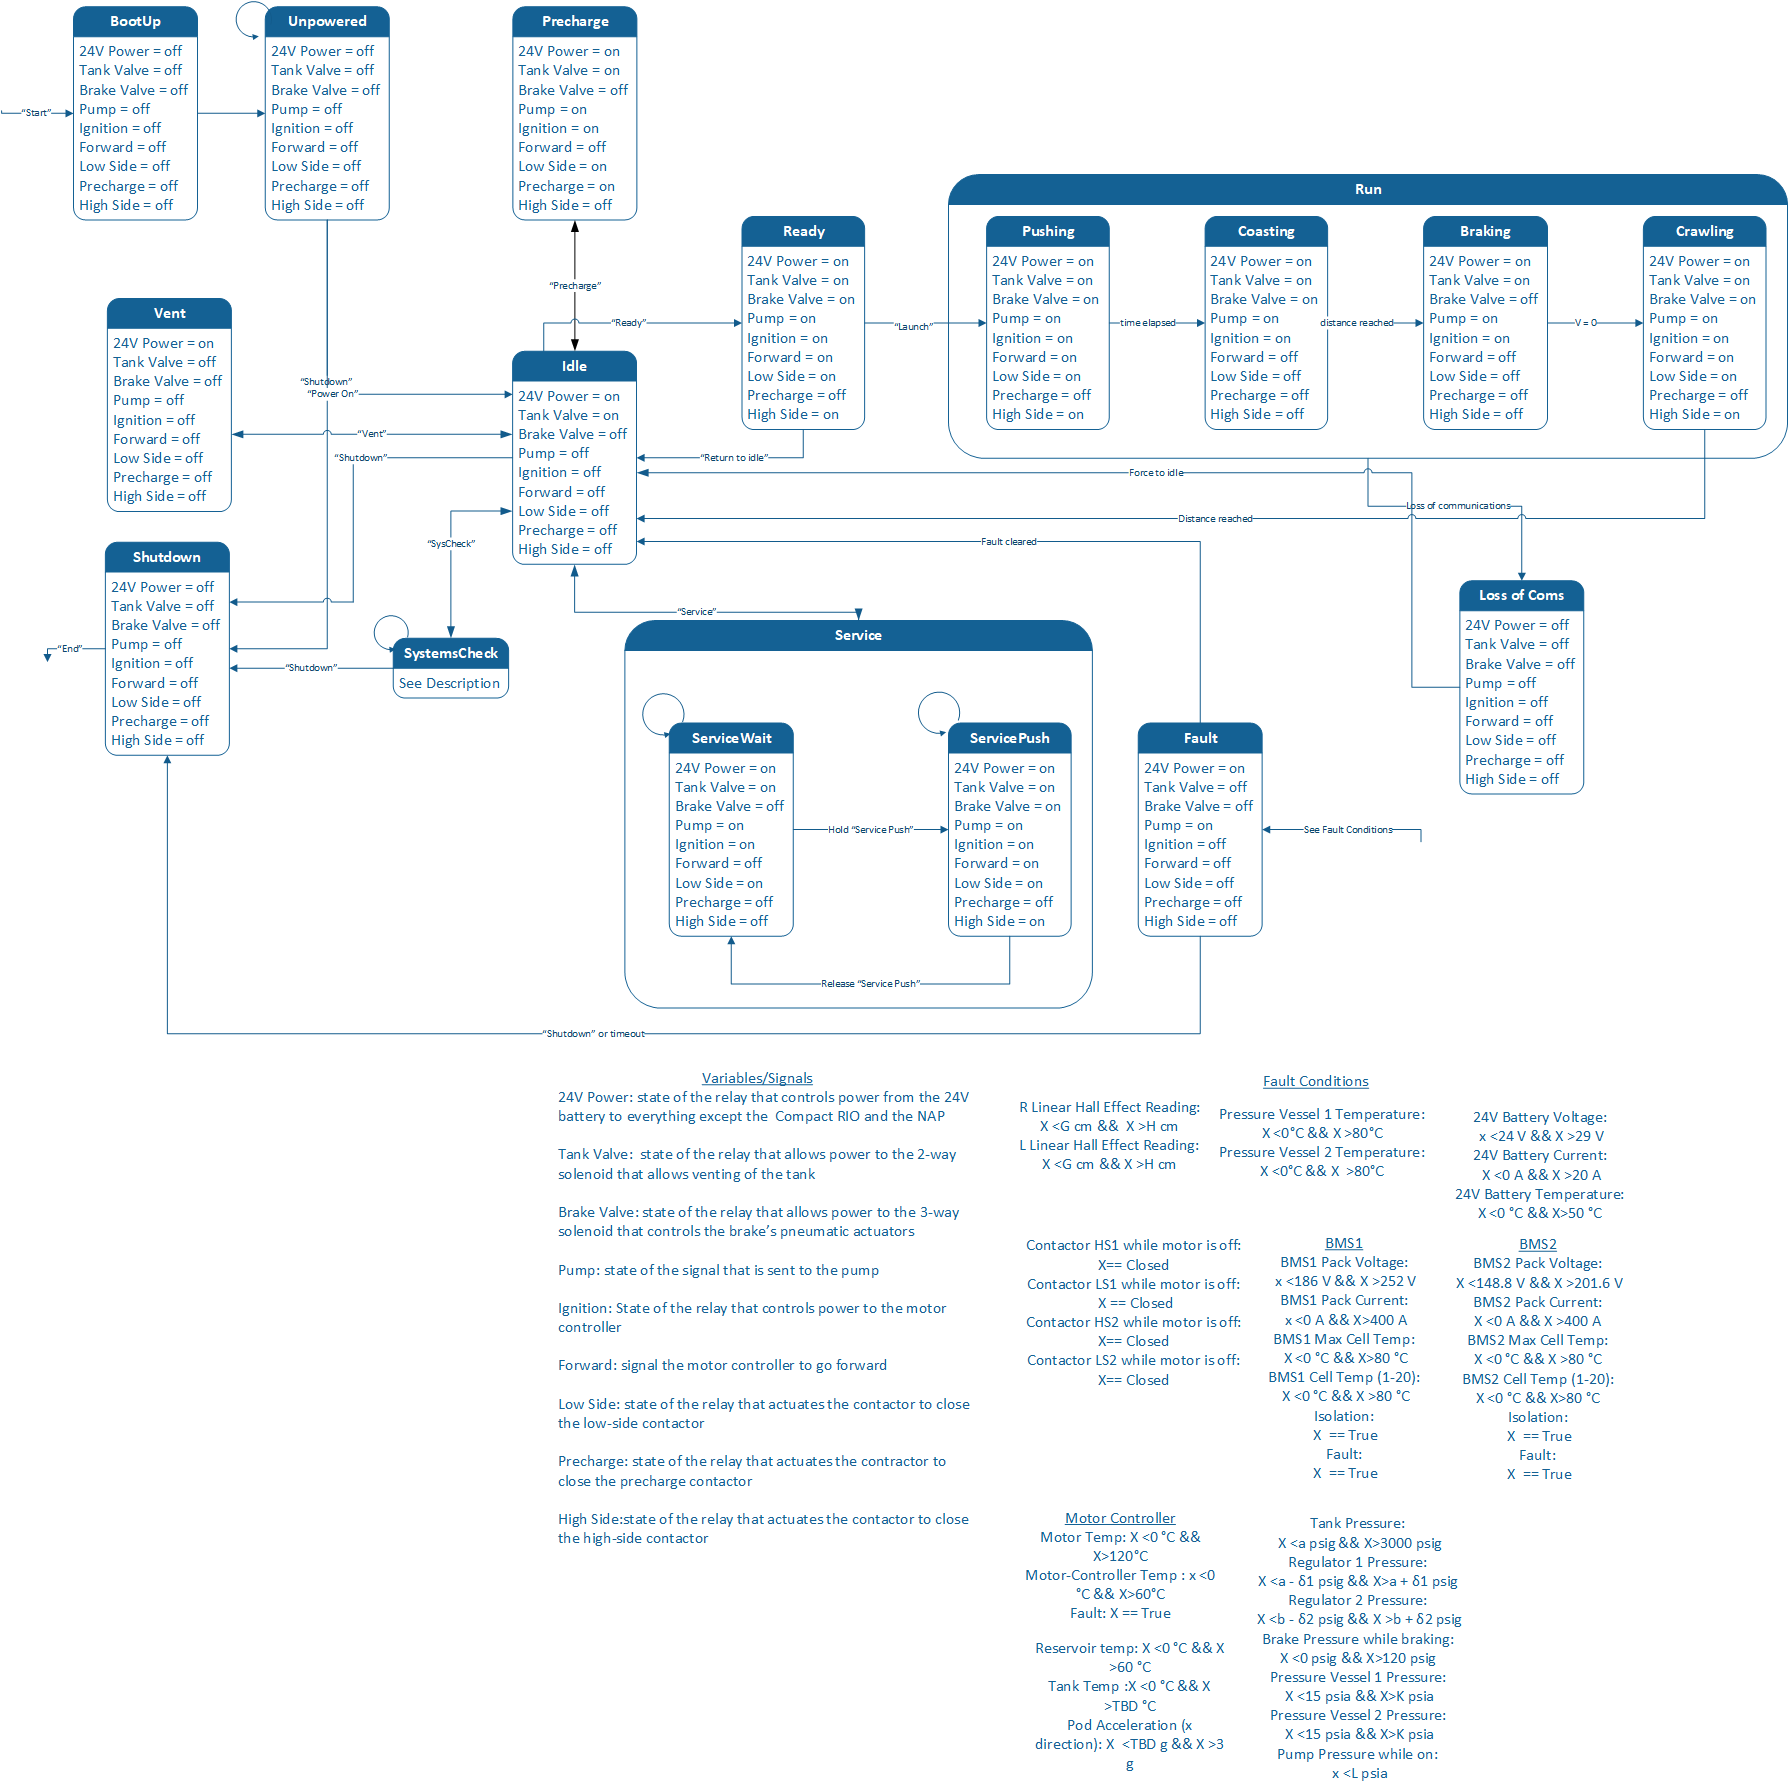 BootUp
24V Power = off
Tank Valve = off
Brake Valve = off
Pump = off
Ignition = off
Forward = off
Low Side = off
Precharge = off
High Side = off
Unpowered
24V Power = off
Tank Valve = off
Brake Valve = off
Pump = off
Ignition = off
Forward = off
Low Side = off
Precharge = off
High Side = off
Precharge
24V Power = on
Tank Valve = on
Brake Valve = off
Pump = on
Ignition = on
Forward = off
Low Side = on
Precharge = on
High Side = off
“Start”
Run
Ready
24V Power = on
Tank Valve = on
Brake Valve = on
Pump = on
Ignition = on
Forward = on
Low Side = on
Precharge = off
High Side = on
Pushing
24V Power = on
Tank Valve = on
Brake Valve = on
Pump = on
Ignition = on
Forward = on
Low Side = on
Precharge = off
High Side = on
Coasting
24V Power = on
Tank Valve = on
Brake Valve = on
Pump = on
Ignition = on
Forward = off
Low Side = off
Precharge = off
High Side = off
Braking
24V Power = on
Tank Valve = on
Brake Valve = off
Pump = on
Ignition = on
Forward = off
Low Side = off
Precharge = off
High Side = off
Crawling
24V Power = on
Tank Valve = on
Brake Valve = on
Pump = on
Ignition = on
Forward = on
Low Side = on
Precharge = off
High Side = on
“Precharge”
“Ready”
“Launch”
time elapsed
distance reached
V = 0
Vent
24V Power = on
Tank Valve = off
Brake Valve = off
Pump = off
Ignition = off
Forward = off
Low Side = off
Precharge = off
High Side = off
Idle
24V Power = on
Tank Valve = on
Brake Valve = off
Pump = off
Ignition = off
Forward = off
Low Side = off
Precharge = off
High Side = off
“Shutdown”
“Power On”
“Vent”
“Shutdown”
“Return to idle”
Force to idle
Loss of communications
Distance reached
Fault cleared
“SysCheck”
Shutdown
24V Power = off
Tank Valve = off
Brake Valve = off
Pump = off
Ignition = off
Forward = off
Low Side = off
Precharge = off
High Side = off
“End”
“Shutdown”
SystemsCheck
See Description
“Service”
Service
Loss of Coms
24V Power = off
Tank Valve = off
Brake Valve = off
Pump = off
Ignition = off
Forward = off
Low Side = off
Precharge = off
High Side = off
ServiceWait
24V Power = on
Tank Valve = on
Brake Valve = off
Pump = on
Ignition = on
Forward = off
Low Side = on
Precharge = off
High Side = off
Hold “Service Push”
ServicePush
24V Power = on
Tank Valve = on
Brake Valve = on
Pump = on
Ignition = on
Forward = on
Low Side = on
Precharge = off
High Side = on
Release “Service Push”
Fault
24V Power = on
Tank Valve = off
Brake Valve = off
Pump = on
Ignition = off
Forward = off
Low Side = off
Precharge = off
High Side = off
See Fault Conditions
“Shutdown” or timeout
Variables/Signals
24V Power: state of the relay that controls power from the 24V
battery to everything except the Compact RIO and the NAP
Tank Valve: state of the relay that allows power to the 2-way
solenoid that allows venting of the tank
Brake Valve: state of the relay that allows power to the 3-way
solenoid that controls the brake’s pneumatic actuators
Pump: state of the signal that is sent to the pump
Ignition: State of the relay that controls power to the motor
controller
Forward: signal the motor controller to go forward
Low Side: state of the relay that actuates the contactor to close
the low-side contactor
Precharge: state of the relay that actuates the contractor to
close the precharge contactor
High Side:state of the relay that actuates the contactor to close
the high-side contactor
Fault Conditions
R Linear Hall Effect Reading:
X <G cm && X >H cm
L Linear Hall Effect Reading:
X <G cm && X >H cm
Pressure Vessel 1 Temperature:
X <0°C && X >80°C
Pressure Vessel 2 Temperature:
X <0°C && X >80°C
24V Battery Voltage:
x <24 V && X >29 V
24V Battery Current:
X <0 A && X >20 A
24V Battery Temperature:
X <0 °C && X>50 °C
Contactor HS1 while motor is off:
X== Closed
Contactor LS1 while motor is off:
X == Closed
Contactor HS2 while motor is off:
X== Closed
Contactor LS2 while motor is off:
X== Closed
BMS1
BMS1 Pack Voltage:
x <186 V && X >252 V
BMS1 Pack Current:
x <0 A && X>400 A
BMS1 Max Cell Temp:
X <0 °C && X>80 °C
BMS1 Cell Temp (1-20):
X <0 °C && X >80 °C
Isolation:
X == True
Fault:
X == True
BMS2
BMS2 Pack Voltage:
X <148.8 V && X >201.6 V
BMS2 Pack Current:
X <0 A && X >400 A
BMS2 Max Cell Temp:
X <0 °C && X >80 °C
BMS2 Cell Temp (1-20):
X <0 °C && X>80 °C
Isolation:
X == True
Fault:
X == True
Motor Controller
Motor Temp: X <0 °C &&
X>120°C
Motor-Controller Temp : x <0
°C && X>60°C
Fault: X == True
Reservoir temp: X <0 °C && X
>60 °C
Tank Temp :X <0 °C && X
>TBD °C
Pod Acceleration (x
direction): X <TBD g && X >3
g
Tank Pressure:
X <a psig && X>3000 psig
Regulator 1 Pressure:
X <a - δ1 psig && X>a + δ1 psig
Regulator 2 Pressure:
X <b - δ2 psig && X >b + δ2 psig
Brake Pressure while braking:
X <0 psig && X>120 psig
Pressure Vessel 1 Pressure:
X <15 psia && X>K psia
Pressure Vessel 2 Pressure:
X <15 psia && X>K psia
Pump Pressure while on:
x <L psia